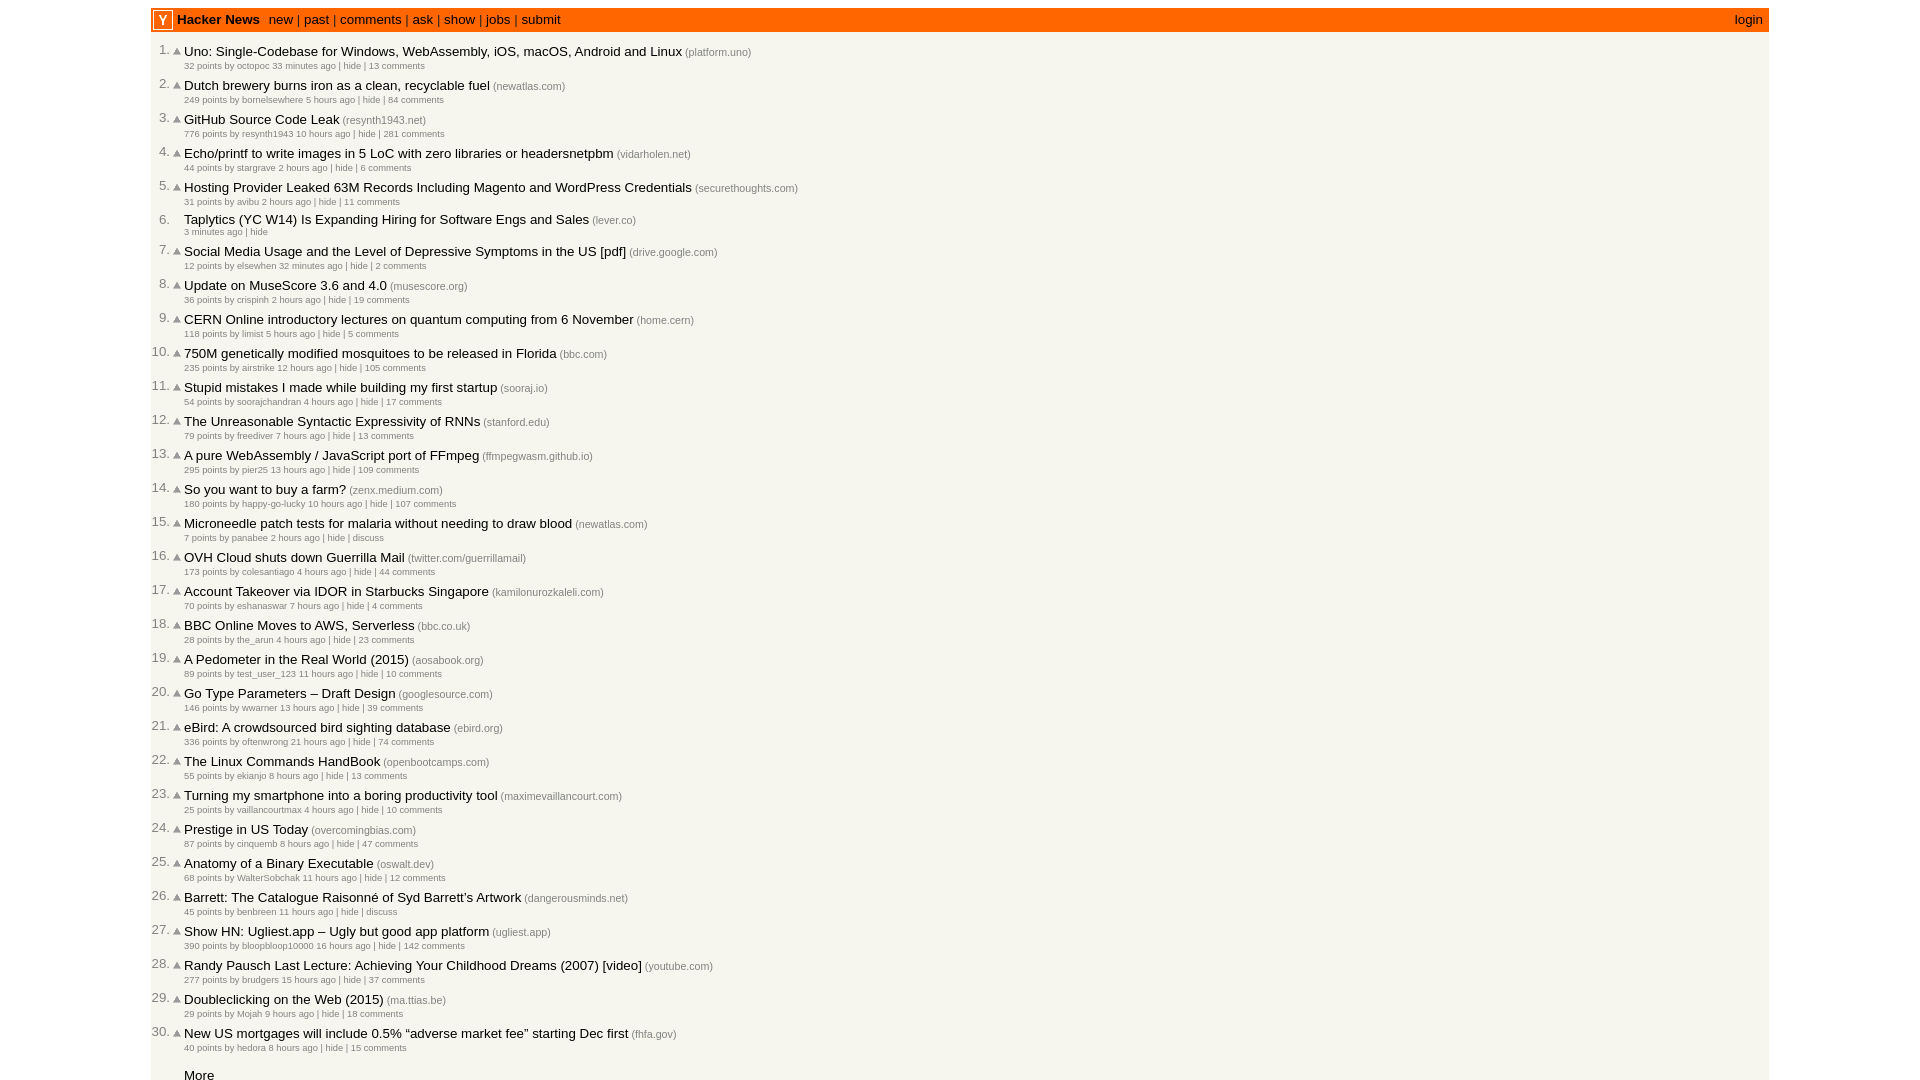 Y Hacker News new | past | comments | ask | show | jobs | submit login
1. Uno: Single-Codebase for Windows, WebAssembly, iOS, macOS, Android and Linux (platform.uno)
32 points by octopoc 33 minutes ago | hide | 13 comments
2. Dutch brewery burns iron as a clean, recyclable fuel (newatlas.com)
249 points by bornelsewhere 5 hours ago | hide | 84 comments
3. GitHub Source Code Leak (resynth1943.net)
776 points by resynth1943 10 hours ago | hide | 281 comments
4. Echo/printf to write images in 5 LoC with zero libraries or headersnetpbm (vidarholen.net)
44 points by stargrave 2 hours ago | hide | 6 comments
5. Hosting Provider Leaked 63M Records Including Magento and WordPress Credentials (securethoughts.com)
31 points by avibu 2 hours ago | hide | 11 comments
6. Taplytics (YC W14) Is Expanding Hiring for Software Engs and Sales (lever.co)
3 minutes ago | hide
7. Social Media Usage and the Level of Depressive Symptoms in the US [pdf] (drive.google.com)
12 points by elsewhen 32 minutes ago | hide | 2 comments
8. Update on MuseScore 3.6 and 4.0 (musescore.org)
36 points by crispinh 2 hours ago | hide | 19 comments
9. CERN Online introductory lectures on quantum computing from 6 November (home.cern)
118 points by limist 5 hours ago | hide | 5 comments
10. 750M genetically modified mosquitoes to be released in Florida (bbc.com)
235 points by airstrike 12 hours ago | hide | 105 comments
11. Stupid mistakes I made while building my first startup (sooraj.io)
54 points by soorajchandran 4 hours ago | hide | 17 comments
12. The Unreasonable Syntactic Expressivity of RNNs (stanford.edu)
79 points by freediver 7 hours ago | hide | 13 comments
13. A pure WebAssembly / JavaScript port of FFmpeg (ffmpegwasm.github.io)
295 points by pier25 13 hours ago | hide | 109 comments
14. So you want to buy a farm? (zenx.medium.com)
180 points by happy-go-lucky 10 hours ago | hide | 107 comments
15. Microneedle patch tests for malaria without needing to draw blood (newatlas.com)
7 points by panabee 2 hours ago | hide | discuss
16. OVH Cloud shuts down Guerrilla Mail (twitter.com/guerrillamail)
173 points by colesantiago 4 hours ago | hide | 44 comments
17. Account Takeover via IDOR in Starbucks Singapore (kamilonurozkaleli.com)
70 points by eshanaswar 7 hours ago | hide | 4 comments
18. BBC Online Moves to AWS, Serverless (bbc.co.uk)
28 points by the_arun 4 hours ago | hide | 23 comments
19. A Pedometer in the Real World (2015) (aosabook.org)
89 points by test_user_123 11 hours ago | hide | 10 comments
20. Go Type Parameters – Draft Design (googlesource.com)
146 points by wwarner 13 hours ago | hide | 39 comments
21. eBird: A crowdsourced bird sighting database (ebird.org)
336 points by oftenwrong 21 hours ago | hide | 74 comments
22. The Linux Commands HandBook (openbootcamps.com)
55 points by ekianjo 8 hours ago | hide | 13 comments
23. Turning my smartphone into a boring productivity tool (maximevaillancourt.com)
25 points by vaillancourtmax 4 hours ago | hide | 10 comments
24. Prestige in US Today (overcomingbias.com)
87 points by cinquemb 8 hours ago | hide | 47 comments
25. Anatomy of a Binary Executable (oswalt.dev)
68 points by WalterSobchak 11 hours ago | hide | 12 comments
26. Barrett: The Catalogue Raisonné of Syd Barrett’s Artwork (dangerousminds.net)
45 points by benbreen 11 hours ago | hide | discuss
27. Show HN: Ugliest.app – Ugly but good app platform (ugliest.app)
390 points by bloopbloop10000 16 hours ago | hide | 142 comments
28. Randy Pausch Last Lecture: Achieving Your Childhood Dreams (2007) [video] (youtube.com)
277 points by brudgers 15 hours ago | hide | 37 comments
29. Doubleclicking on the Web (2015) (ma.ttias.be)
29 points by Mojah 9 hours ago | hide | 18 comments
30. New US mortgages will include 0.5% “adverse market fee” starting Dec first (fhfa.gov)
40 points by hedora 8 hours ago | hide | 15 comments
More